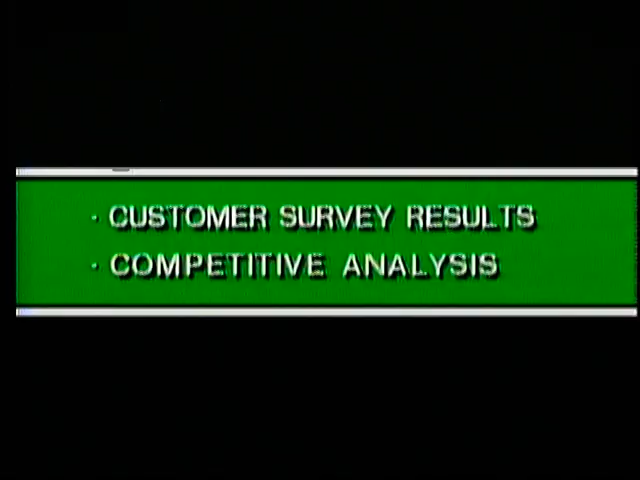 · CUSTOMER SURVEY RESULTS
· COMPETITIVE ANALYSIS